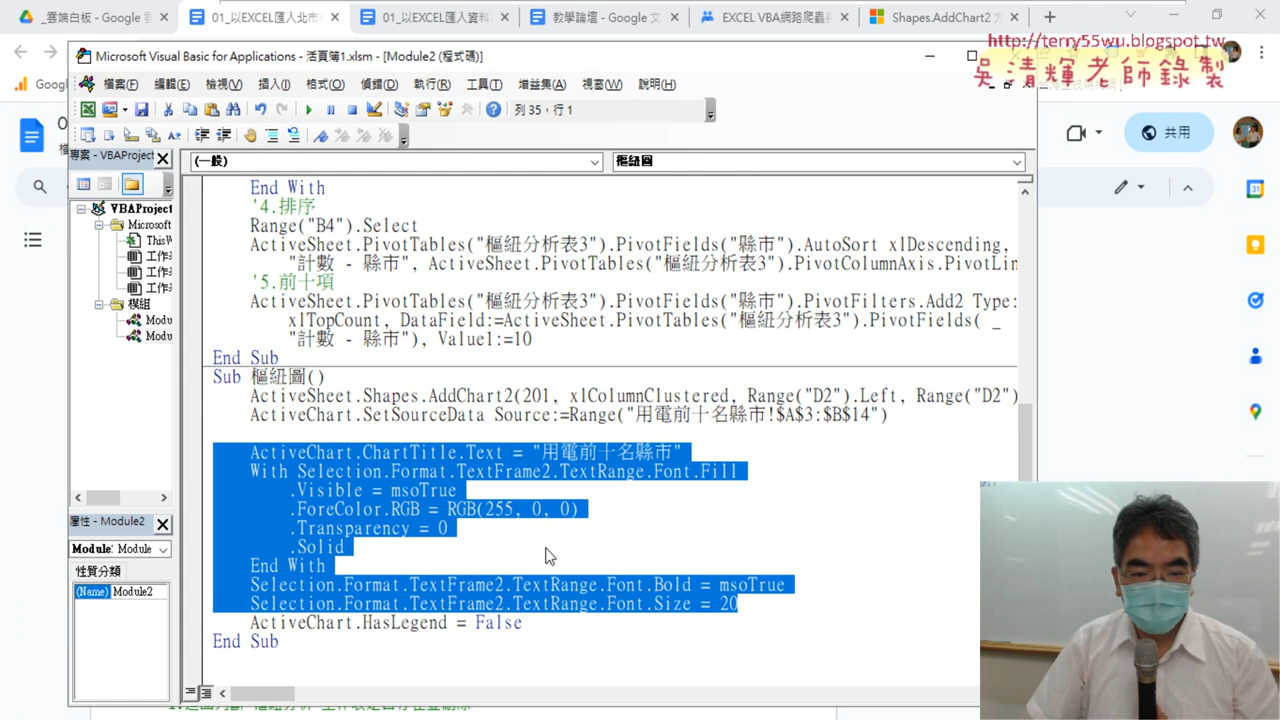 _雲端白板 - Google 雲
01_以EXCEL匯入北市
01_以EXCEL匯入資料
教學論壇 - Google 文
EXCEL VBA網路爬蟲與
Shapes.AddChart2 方
http://terry55wu.blogspot.tw
吳清輝老師錄製
Microsoft Visual Basic for Applications - 活頁簿1.xlsm - [Module2 (程式碼)]
Goog
檔案(F) 編輯(E) 檢視(V) 插入(I) 格式(O) 偵錯(D) 執行(R) 工具(T) 增益集(A) 視窗(W) 說明(H)
列 35，行 1
共用
專案 - VBAProject
(一般)
樞紐圖
VBAProject
Microsoft
ThisW
工作
工作
工作
模組
Modu
Modu
End With
'4.排序
Range("B4").Select
ActiveSheet.PivotTables("樞紐分析表3").PivotFields("縣市").AutoSort xlDescending,
"計數 - 縣市", ActiveSheet.PivotTables("樞紐分析表3").PivotColumnAxis.PivotLin
'5.前十項
ActiveSheet.PivotTables("樞紐分析表3").PivotFields("縣市").PivotFilters.Add2 Type:
xlTopCount, DataField:=ActiveSheet.PivotTables("樞紐分析表3").PivotFields( _
"計數 - 縣市"), Value1:=10
End Sub
Sub 樞紐圖()
ActiveSheet.Shapes.AddChart2(201, xlColumnClustered, Range("D2").Left, Range("D2")
ActiveChart.SetSourceData Source:=Range("用電前十名縣市!$A$3:$B$14")
ActiveChart.ChartTitle.Text = "用電前十名縣市"
With Selection.Format.TextFrame2.TextRange.Font.Fill
.Visible = msoTrue
.ForeColor.RGB = RGB(255, 0, 0)
.Transparency = 0
.Solid
End With
Selection.Format.TextFrame2.TextRange.Font.Bold = msoTrue
Selection.Format.TextFrame2.TextRange.Font.Size = 20
ActiveChart.HasLegend = False
End Sub
屬性 - Module2
Module2 Module
性質分類
(Name) Module2